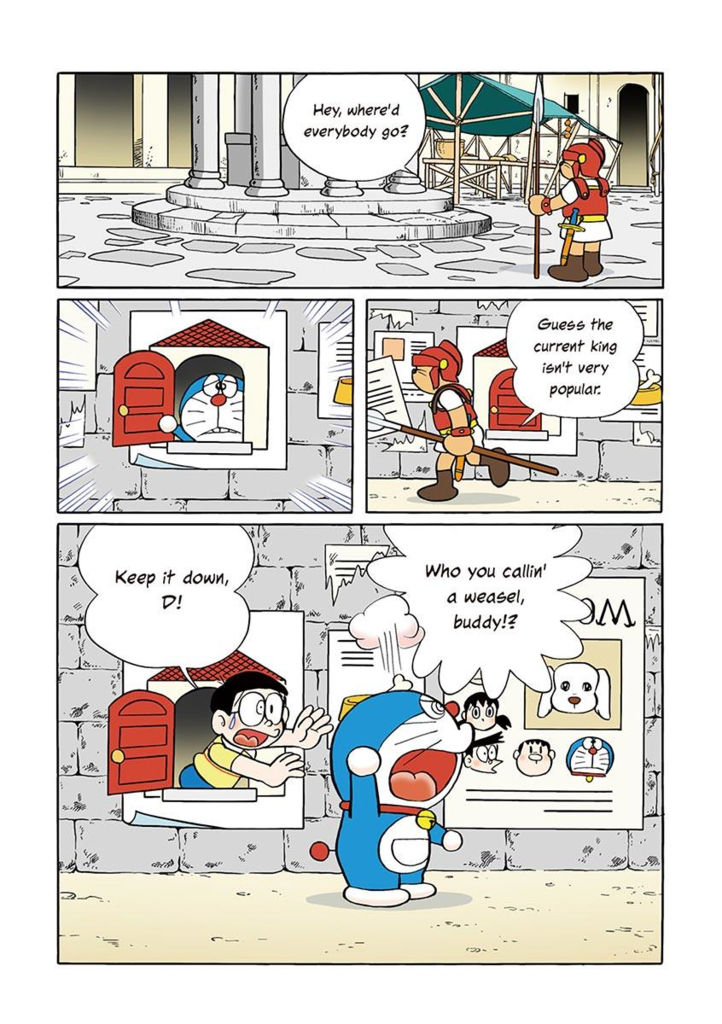 Hey, where'd
everybody go?
Guess the
current king
isn't very
popular.
Keep it down,
D!
Who you callin'
a weasel,
buddy!?